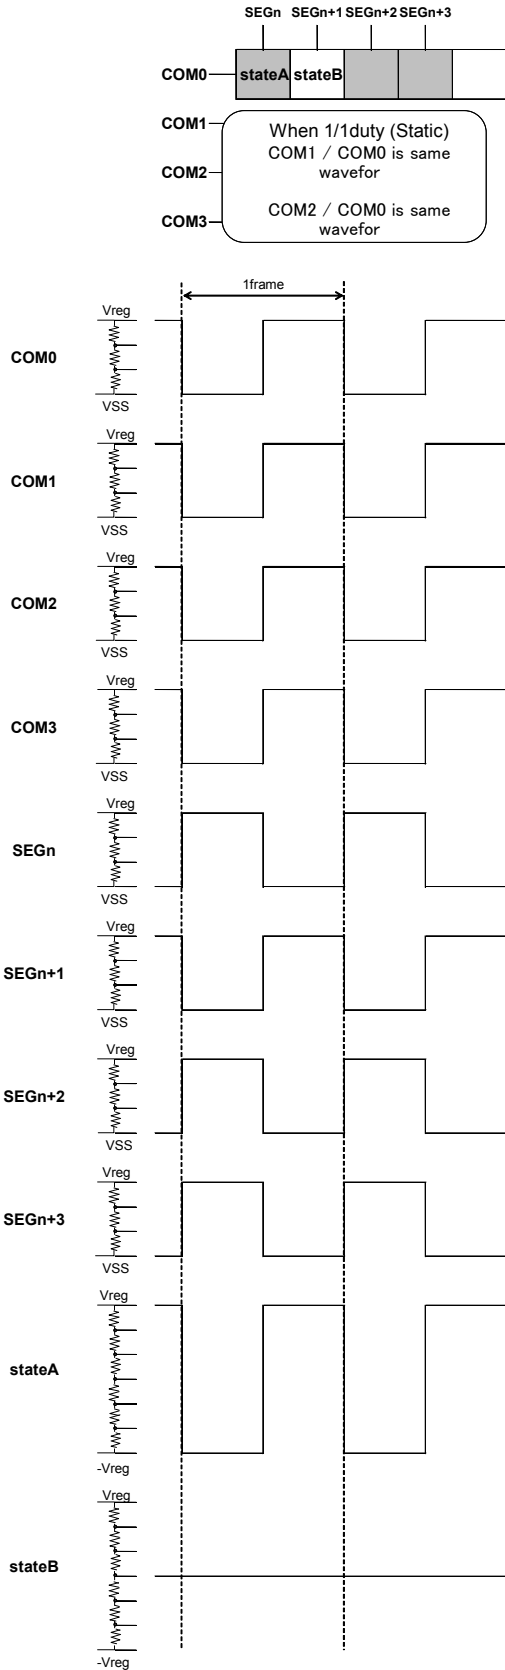 SEGn SEGn+1 SEGn+2 SEGn+3
COM0 stateA stateB
COM1
When 1/1duty (Static)
COM1 / COM0 is same
COM2
wavefor
COM3
COM2 / COM0 is same
wavefor
1frame
Vreg
COM0
VSS
Vreg
COM1
VSS
Vreg
COM2
VSS
Vreg
COM3
VSS
Vreg
SEGn
VSS
Vreg
SEGn+1
VSS
Vreg
SEGn+2
VSS
Vreg
SEGn+3
VSS
Vreg
stateA
-Vreg
Vreg
stateB
-Vreg